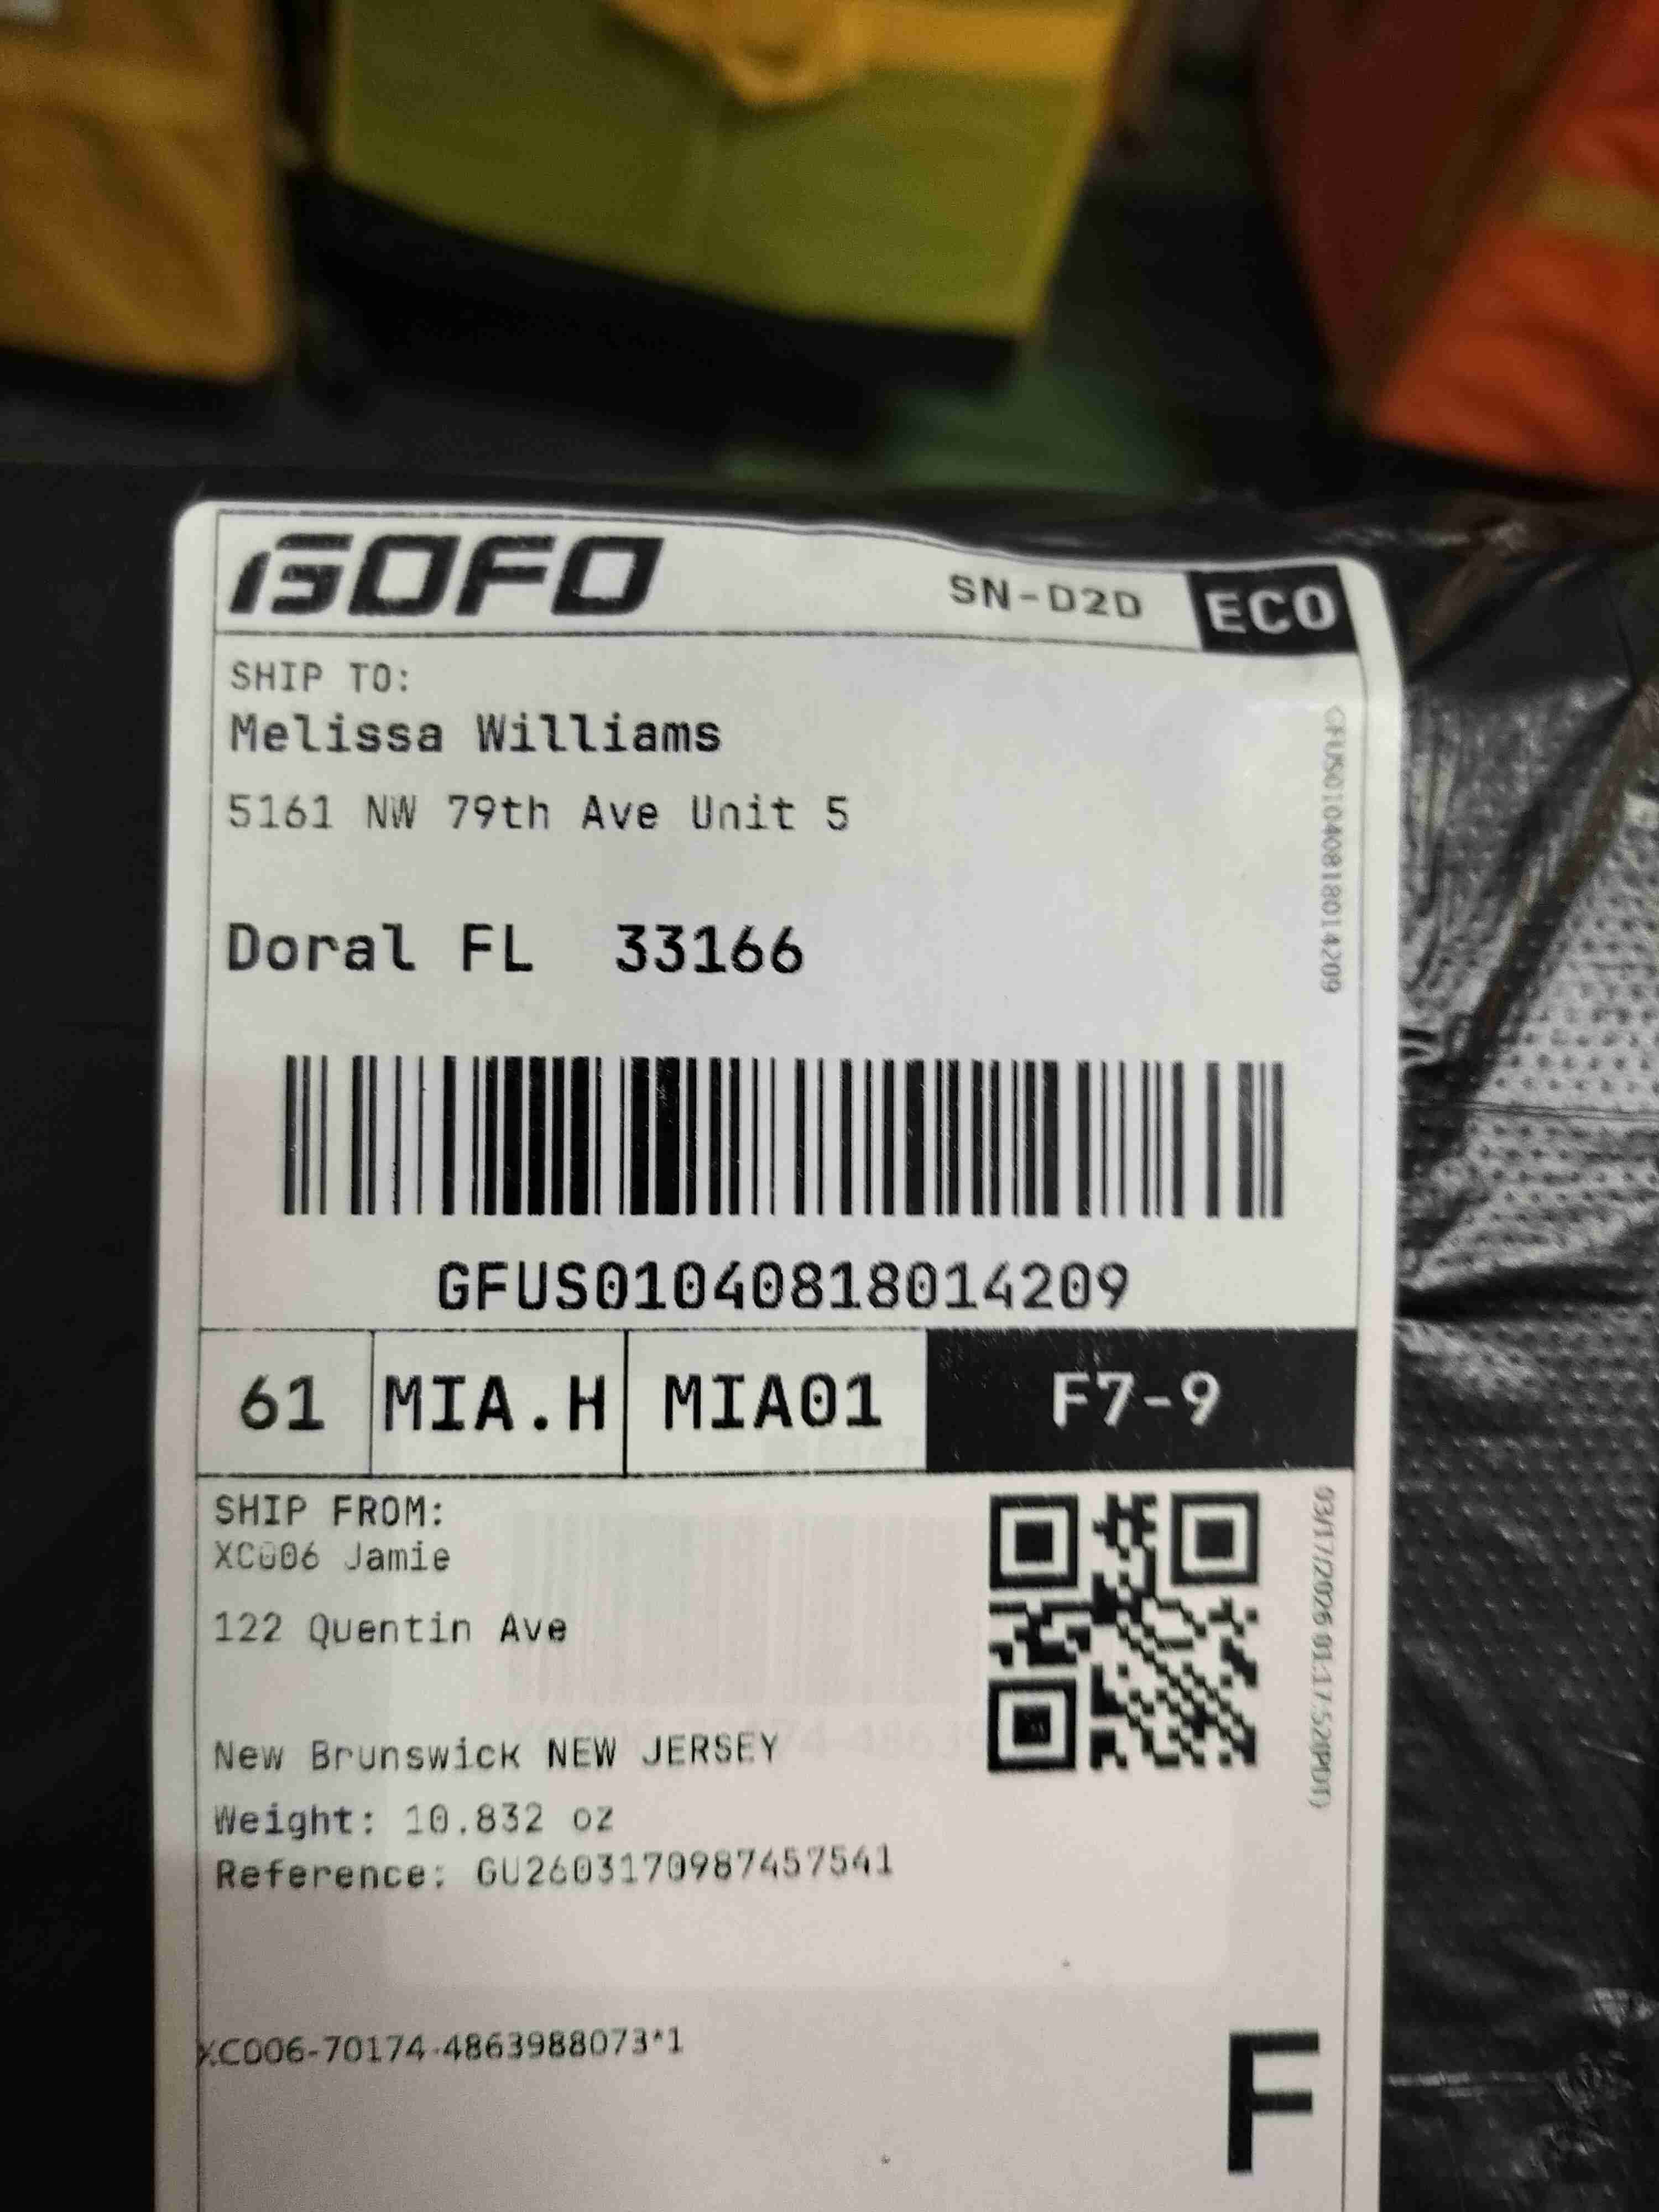 GOFO
SN-D2D ECO
SHIP TO:
Melissa Williams
5161 NW 79th Ave Unit 5
Doral FL 33166
GFUS01040818014209
GFUS01040818014209
61 MIA.H MIA01 F7-9
SHIP FROM:
XC006 Jamie
122 Quentin Ave
New Brunswick NEW JERSEY
Weight: 10.832 oz
Reference: GU2603170987457541
XC006-70174-4863988073*1
F